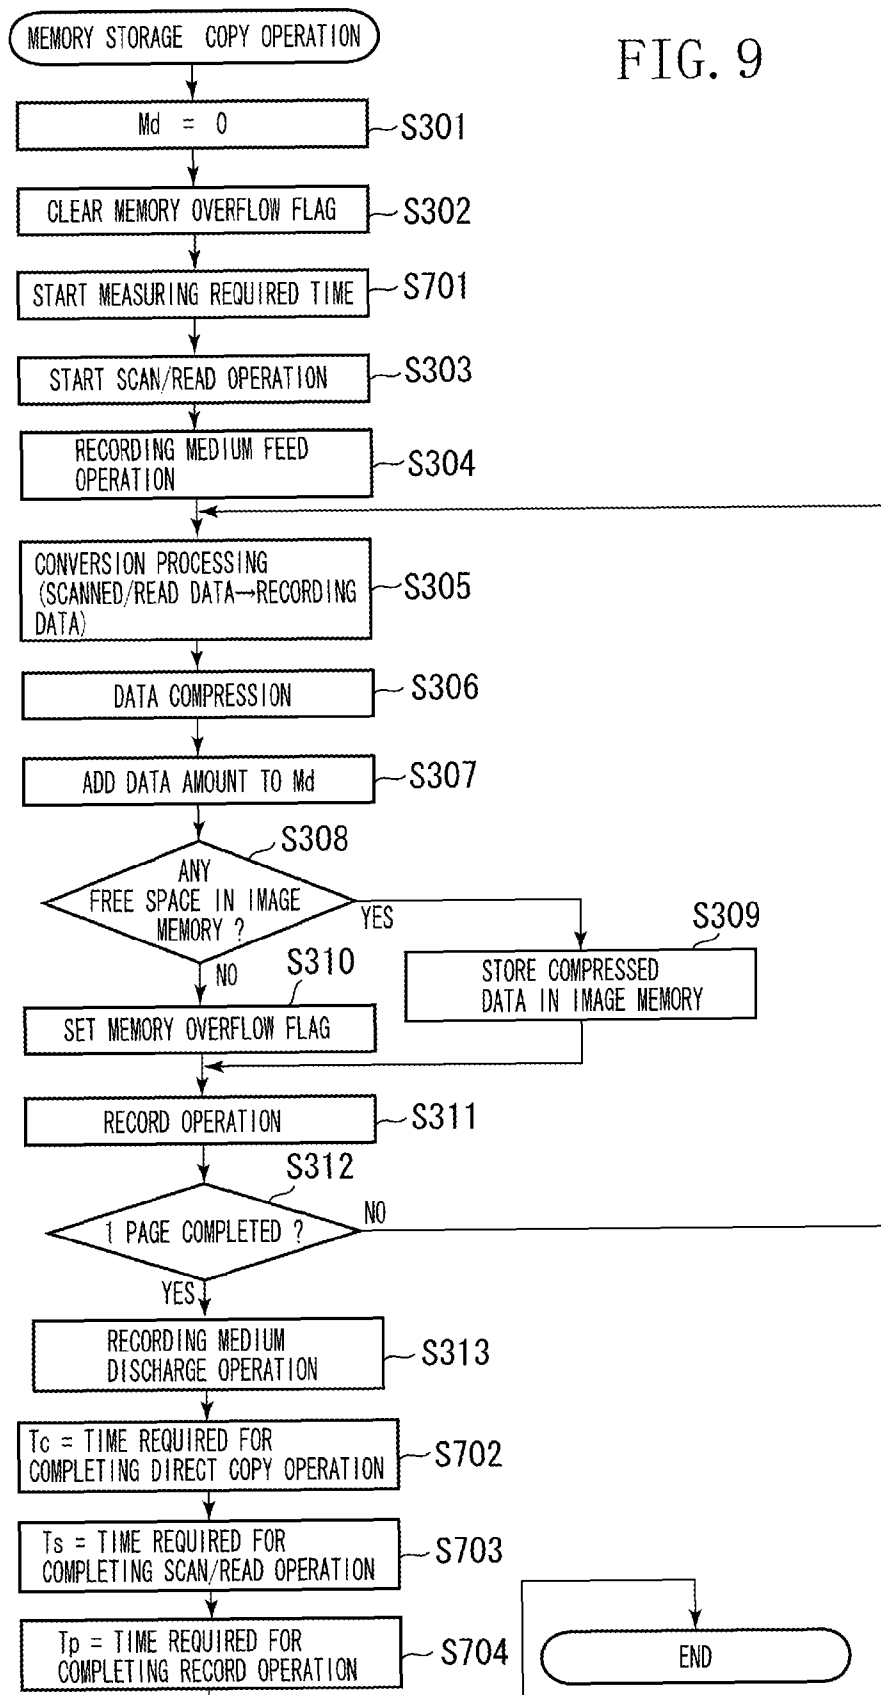 MEMORY STORAGE COPY OPERATION
FIG. 9
Md = 0
S301
CLEAR MEMORY OVERFLOW FLAG
S302
START MEASURING REQUIRED TIME
S701
START SCAN/READ OPERATION
S303
RECORDING MEDIUM FEED
OPERATION
S304
CONVERSION PROCESSING
(SCANNED/READ DATA→RECORDING
DATA)
S305
DATA COMPRESSION
S306
ADD DATA AMOUNT TO Md
S307
S308
ANY
FREE SPACE IN IMAGE
MEMORY ?
YES
NO
S309
STORE COMPRESSED
DATA IN IMAGE MEMORY
S310
SET MEMORY OVERFLOW FLAG
RECORD OPERATION
S311
S312
1 PAGE COMPLETED ?
NO
YES
RECORDING MEDIUM
DISCHARGE OPERATION
S313
Tc = TIME REQUIRED FOR
COMPLETING DIRECT COPY OPERATION
S702
Ts = TIME REQUIRED FOR
COMPLETING SCAN/READ OPERATION
S703
Tp = TIME REQUIRED FOR
COMPLETING RECORD OPERATION
S704
END